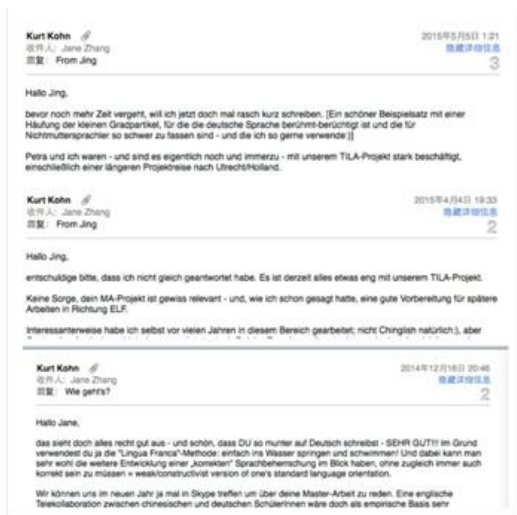 Kurt Kohn
2015年5月5日 1:21
收件人: Jane Zhang
隐藏详细信息
回复: From Jing
3
Hallo Jing,
bevor noch mehr Zeit vergeht, will ich jetzt doch mal rasch kurz schreiben. [Ein schöner Beispielsatz mit einer
Häufung der kleinen Gradpartikel, für die die deutsche Sprache berühmt-berüchtigt ist und die für
Nichtmuttersprachler so schwer zu fassen sind - und die ich so gerne verwende:)]
Petra und ich waren - und sind es eigentlich noch und immerzu - mit unserem TILA-Projekt stark beschäftigt,
einschließlich einer längeren Projektreise nach Utrecht/Holland.
Kurt Kohn
2015年4月4日 19:33
收件人: Jane Zhang
隐藏详细信息
回复: From Jing
2
Hallo Jing,
entschuldige bitte, dass ich nicht gleich geantwortet habe. Es ist derzeit alles etwas eng mit unserem TILA-Projekt.
Keine Sorge, dein MA-Projekt ist gewiss relevant - und, wie ich schon gesagt hatte, eine gute Vorbereitung für spätere
Arbeiten in Richtung ELF.
Interessanterweise habe ich selbst vor vielen Jahren in diesem Bereich gearbeitet; nicht Chinglish natürlich:), aber
Kurt Kohn
2014年12月16日 20:46
收件人: Jane Zhang
隐藏详细信息
回复: Wie geht's?
2
Hallo Jane,
das sieht doch alles recht gut aus - und schön, dass DU so munter auf Deutsch schreibst - SEHR GUT!!! Im Grund
verwendest du ja die "Lingua Franca"-Methode: einfach ins Wasser springen und schwimmen! Und dabei kann man
sehr wohl die weitere Entwicklung einer „korrekten" Sprachbeherrschung im Blick haben, ohne zugleich immer auch
korrekt sein zu müssen = weak/constructivist version of one's standard language orientation.
Wir können uns im neuen Jahr ja mal in Skype treffen um über deine Master-Arbeit zu reden. Eine englische
Telekollaboration zwischen chinesischen und deutschen SchülerInnen wäre doch als empirische Basis sehr